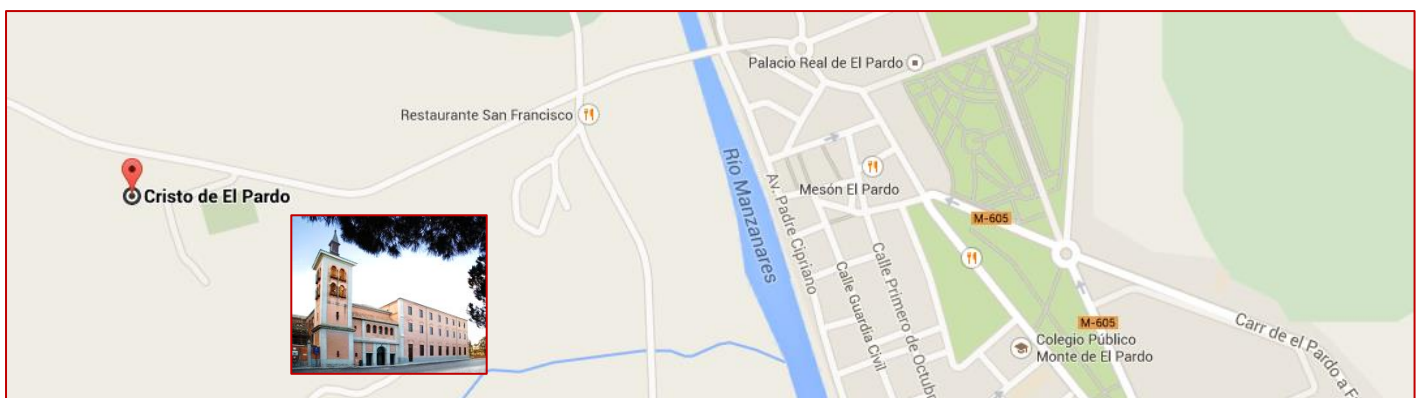 Palacio Real de El Pardo
Restaurante San Francisco
Río Manzanares
Mesón El Pardo
Cristo de El Pardo
Av. Padre Cipriano
M-605
Calle Guardia Civil
Calle Primero de Octubr
M-605
Carr de el Pardo a F
Colegio Público
Monte de El Pardo